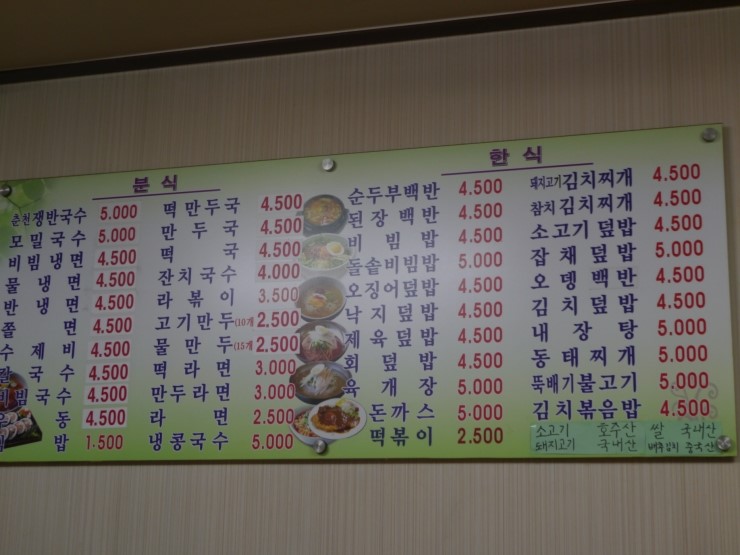 분식
춘천쟁반국수 5.000
모밀국수 5.000
비빔냉면 4.500
물냉면 4.500
반냉면 4.500
쫄면 4.500
수제비 4.500
칼국수 4.500
비빔국수 4.500
우동 4.500
밥 1.500
떡만두국 4.500
만두국 4.500
떡국 4.500
잔치국수 4.000
라볶이 3.500
고기만두(10개 2.500
물만두(15개 2.500
떡라면 3.000
만두라면 3.000
라면 2.500
냉콩국수 5.000
한식
순두부백반 4.500
된장백반 4.500
비빔밥 4.500
돌솥비빔밥 5.000
오징어덮밥 4.500
낙지덮밥 4.500
제육덮밥 4.500
회덮밥 4.500
육개장 5.000
돈까스 5.000
떡볶이 2.500
돼지고기김치찌개 4.500
참치김치찌개 4.500
소고기덮밥 4.500
잡채덮밥 5.000
오뎅백반 4.500
김치덮밥 4.500
내장탕 5.000
동태찌개 5.000
뚝배기불고기 5.000
김치볶음밥 4.500
소고기 호주산 쌀 국내산
돼지고기 국내산 배추김치 중국산